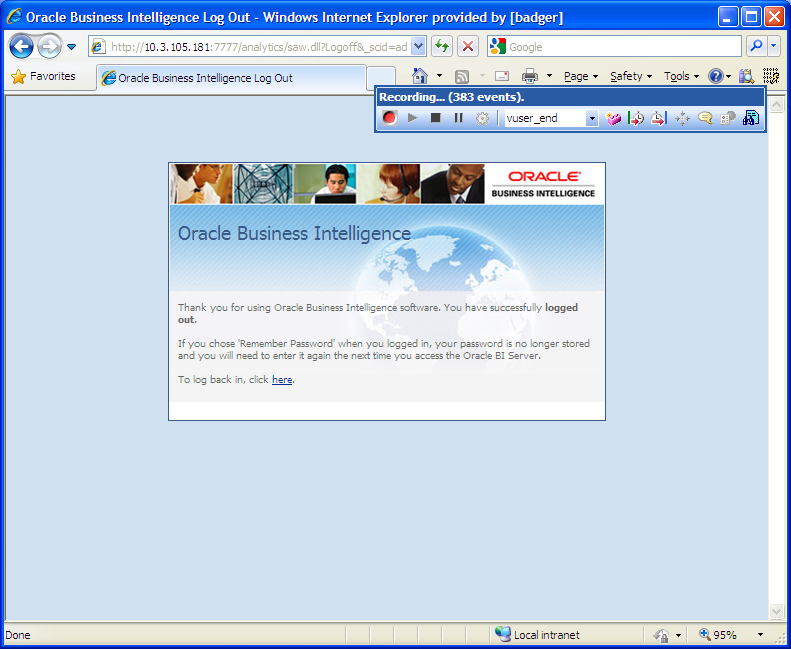 Oracle Business Intelligence Log Out - Windows Internet Explorer provided by [badger]
http://10.3.105.181:7777/analytics/saw.dll?Logoff&_scid=ad
Google
Favorites
Oracle Business Intelligence Log Out
Page
Safety
Tools
Recording... (383 events).
vuser_end
ORACLE
BUSINESS INTELLIGENCE
Oracle Business Intelligence
Thank you for using Oracle Business Intelligence software. You have successfully logged
out.
If you chose 'Remember Password' when you logged in, your password is no longer stored
and you will need to enter it again the next time you access the Oracle BI Server.
To log back in, click here.
Done
Local intranet
95%